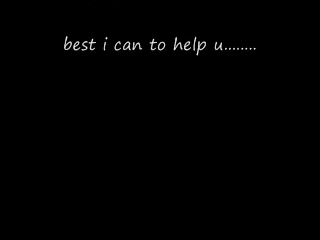 best i can to help u........